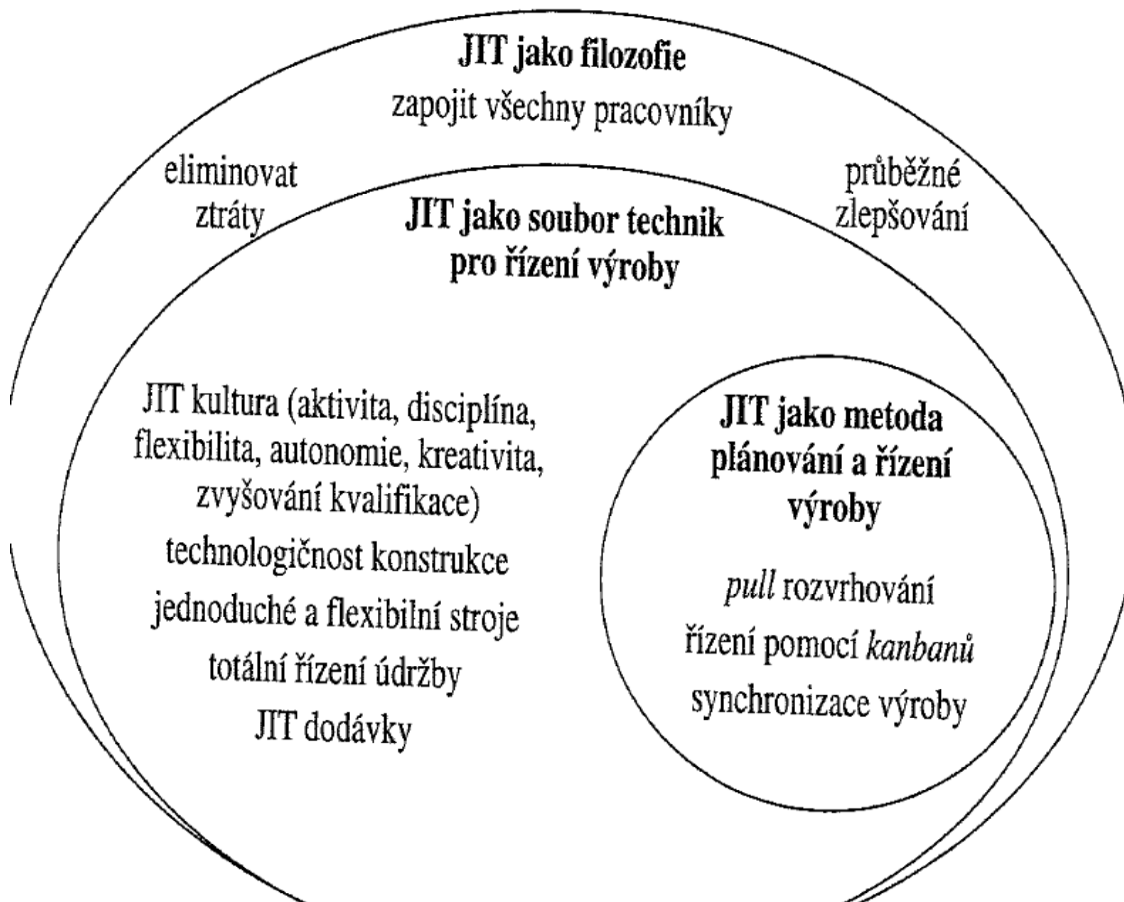 JIT jako filozofie
zapojit všechny pracovníky
eliminovat
ztráty
průběžné
zlepšování
JIT jako soubor technik
pro řízení výroby
JIT kultura (aktivita, disciplína,
flexibilita, autonomie, kreativita,
zvyšování kvalifikace)
technologičnost konstrukce
jednoduché a flexibilní stroje
totální řízení údržby
JIT dodávky
JIT jako metoda
plánování a řízení
výroby
pull rozvrhování
řízení pomocí kanbanů
synchronizace výroby